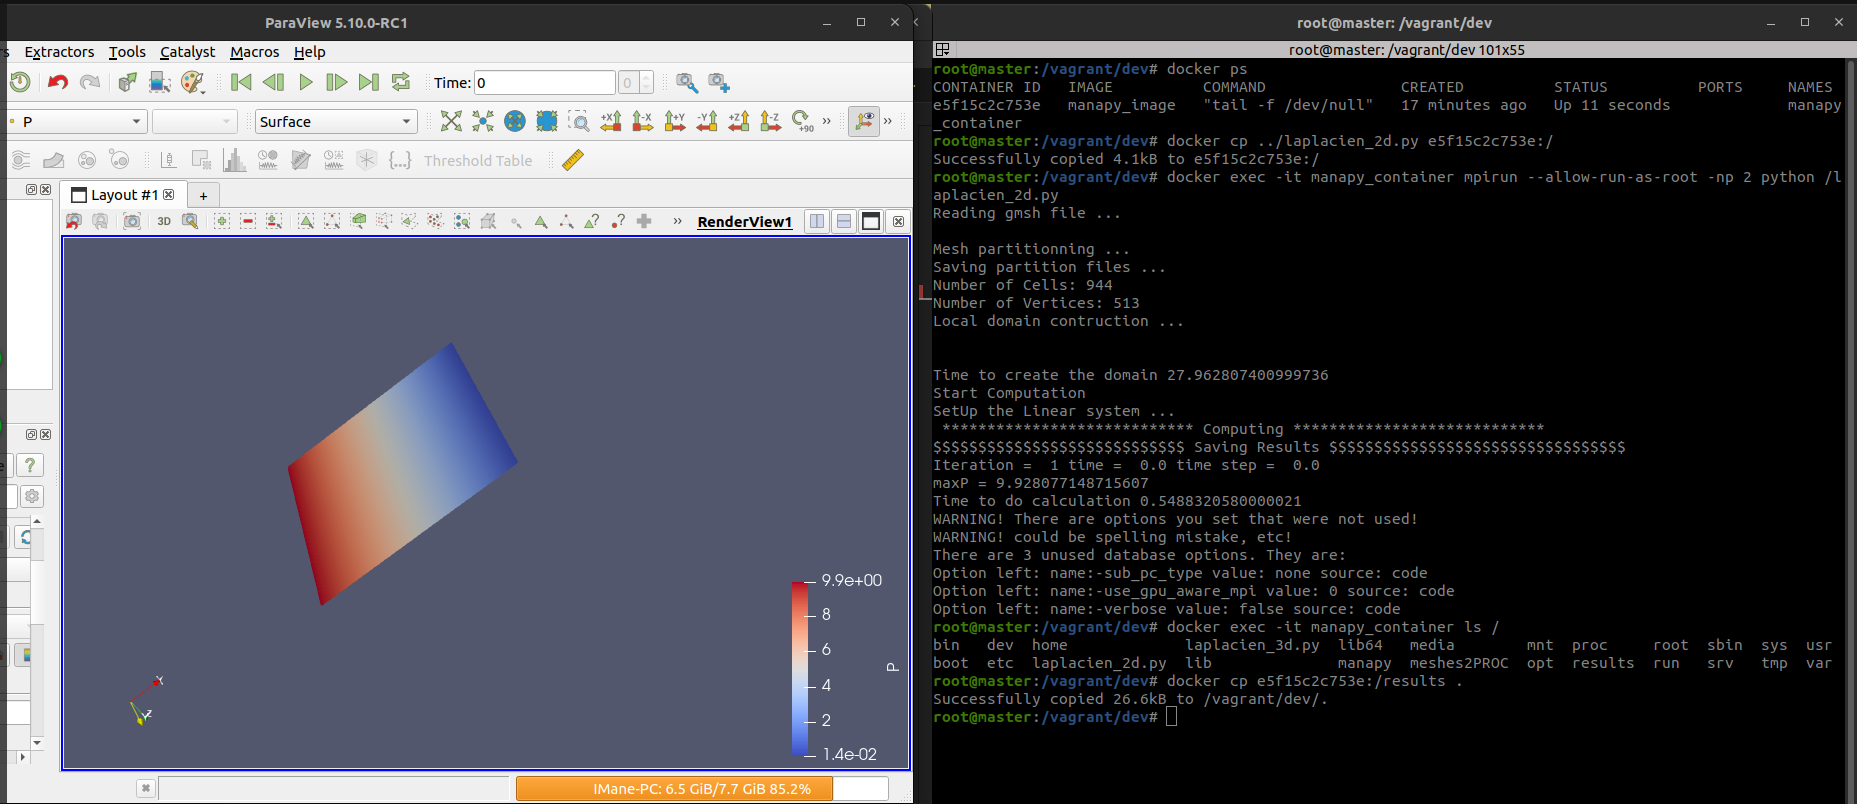 ParaView 5.10.0-RC1
Extractors Tools Catalyst Macros Help
Time: 0 0
P Surface +X -X +Y -Y +Z -Z +90 »
Threshold Table
Layout #1 +
3D » RenderView1
9.9e+00
8
6
4
2
1.4e-02
P
X
Y
Z
IMane-PC: 6.5 GiB/7.7 GiB 85.2%
root@master: /vagrant/dev
root@master: /vagrant/dev 101x55
root@master:/vagrant/dev# docker ps
CONTAINER ID IMAGE COMMAND CREATED STATUS PORTS NAMES
e5f15c2c753e manapy_image "tail -f /dev/null" 17 minutes ago Up 11 seconds manapy
_container
root@master:/vagrant/dev# docker cp ../laplacien_2d.py e5f15c2c753e:/
Successfully copied 4.1kB to e5f15c2c753e:/
root@master:/vagrant/dev# docker exec -it manapy_container mpirun --allow-run-as-root -np 2 python /l
aplacien_2d.py
Reading gmsh file ...
Mesh partitionning ...
Saving partition files ...
Number of Cells: 944
Number of Vertices: 513
Local domain contruction ...
Time to create the domain 27.962807400999736
Start Computation
SetUp the Linear system ...
**************************** Computing ****************************
$$$$$$$$$$$$$$$$$$$$$$$$$$$$ Saving Results $$$$$$$$$$$$$$$$$$$$$$$$$$$$$$$$$
Iteration = 1 time = 0.0 time step = 0.0
maxP = 9.928077148715607
Time to do calculation 0.5488320580000021
WARNING! There are options you set that were not used!
WARNING! could be spelling mistake, etc!
There are 3 unused database options. They are:
Option left: name:-sub_pc_type value: none source: code
Option left: name:-use_gpu_aware_mpi value: 0 source: code
Option left: name:-verbose value: false source: code
root@master:/vagrant/dev# docker exec -it manapy_container ls /
bin dev home laplacien_3d.py lib64 media mnt proc root sbin sys usr
boot etc laplacien_2d.py lib manapy meshes2PROC opt results run srv tmp var
root@master:/vagrant/dev# docker cp e5f15c2c753e:/results .
Successfully copied 26.6kB to /vagrant/dev/.
root@master:/vagrant/dev#